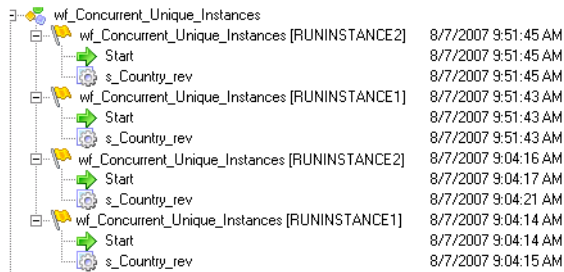 wf_Concurrent_Unique_Instances
wf_Concurrent_Unique_Instances [RUNINSTANCE2] 8/7/2007 9:51:45 AM
Start 8/7/2007 9:51:45 AM
s_Country_rev 8/7/2007 9:51:45 AM
wf_Concurrent_Unique_Instances [RUNINSTANCE1] 8/7/2007 9:51:43 AM
Start 8/7/2007 9:51:43 AM
s_Country_rev 8/7/2007 9:51:43 AM
wf_Concurrent_Unique_Instances [RUNINSTANCE2] 8/7/2007 9:04:16 AM
Start 8/7/2007 9:04:17 AM
s_Country_rev 8/7/2007 9:04:21 AM
wf_Concurrent_Unique_Instances [RUNINSTANCE1] 8/7/2007 9:04:14 AM
Start 8/7/2007 9:04:14 AM
s_Country_rev 8/7/2007 9:04:15 AM